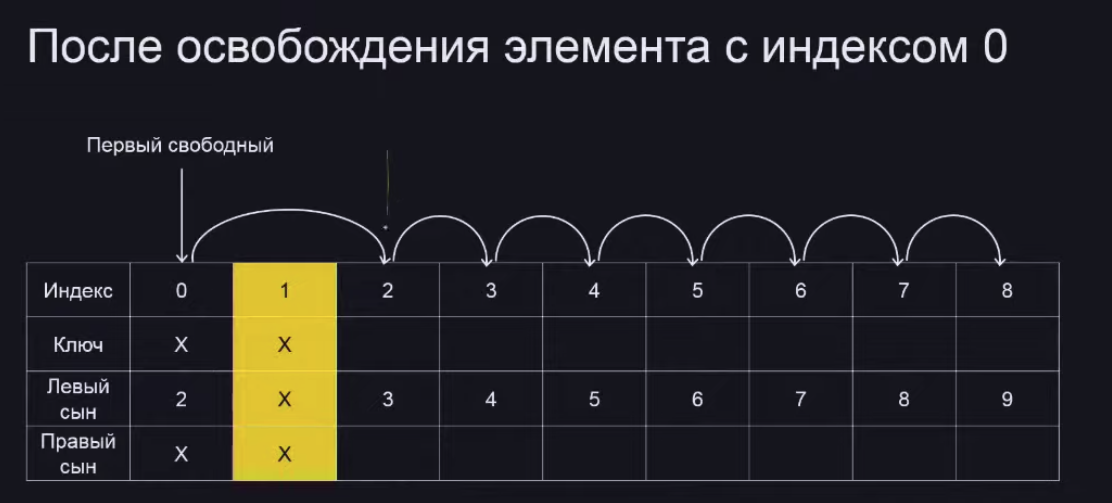 После освобождения элемента с индексом 0
Первый свободный
Индекс 0 1 2 3 4 5 6 7 8
Ключ X X
Левый
сын 2 X 3 4 5 6 7 8 9
Правый
сын X X